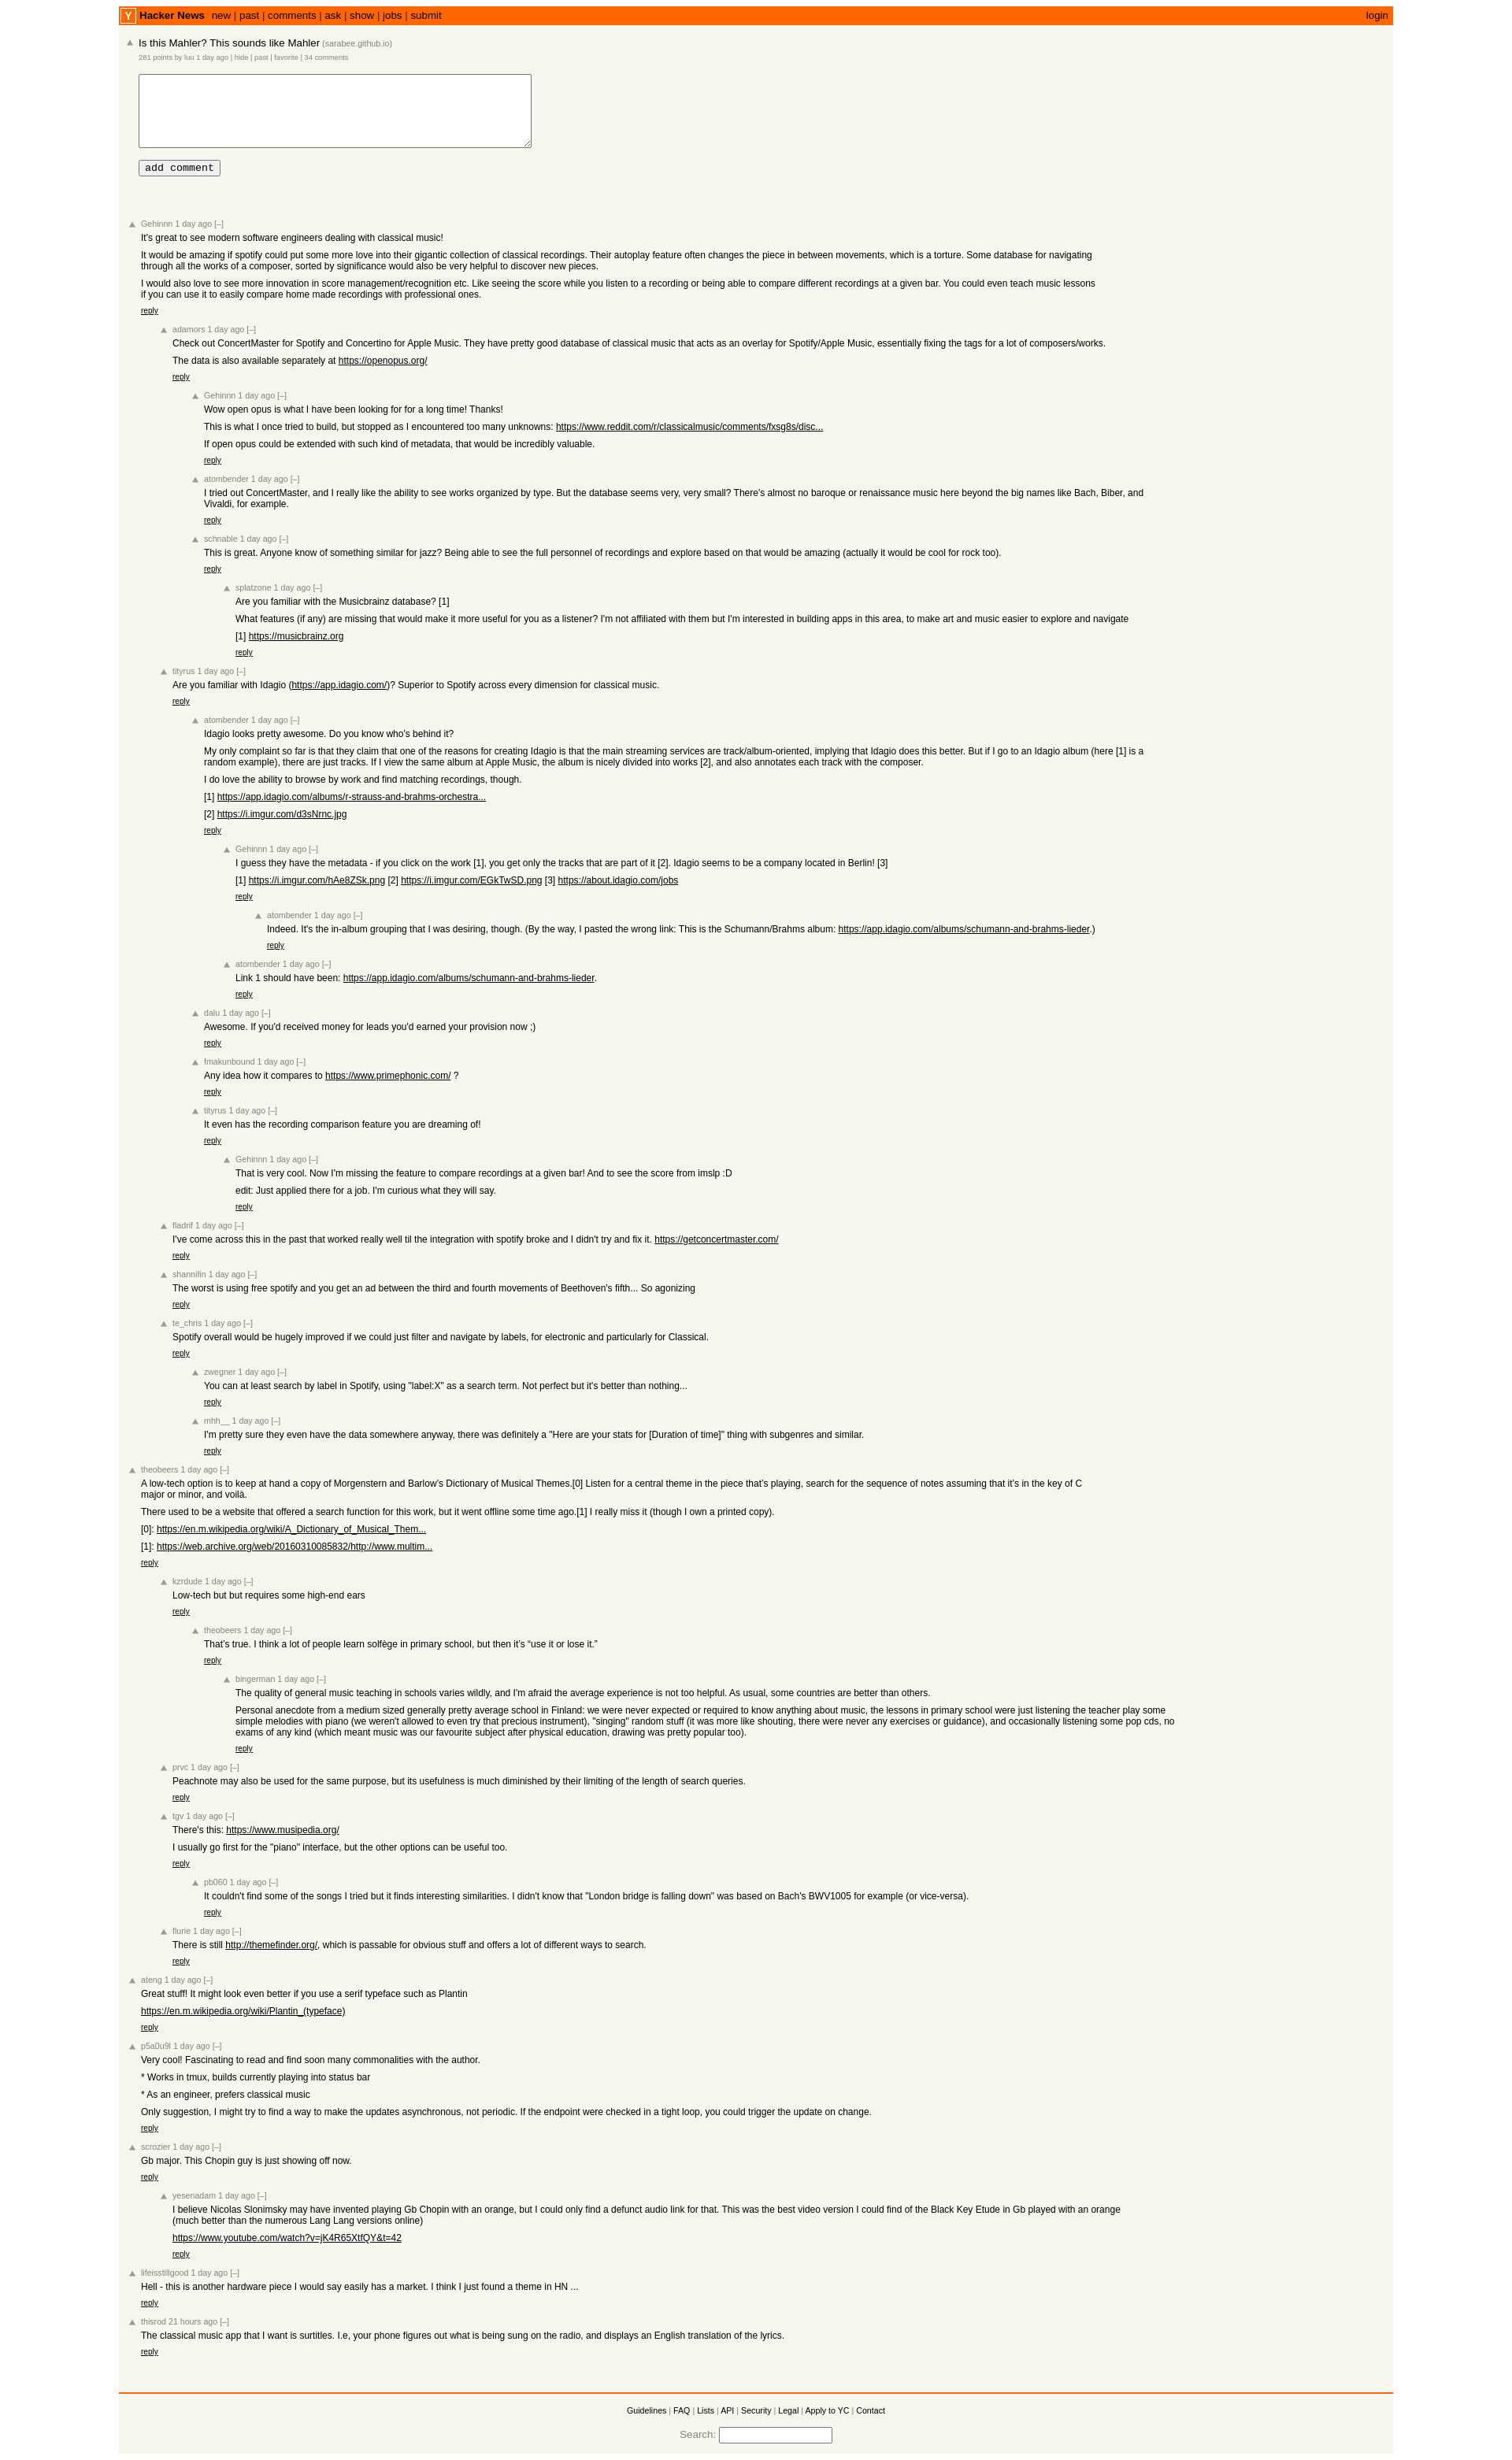 Y Hacker News new | past | comments | ask | show | jobs | submit login
Is this Mahler? This sounds like Mahler (sarabee.github.io)
281 points by luu 1 day ago | hide | past | favorite | 34 comments
add comment
Gehinnn 1 day ago [–]
It's great to see modern software engineers dealing with classical music!
It would be amazing if spotify could put some more love into their gigantic collection of classical recordings. Their autoplay feature often changes the piece in between movements, which is a torture. Some database for navigating
through all the works of a composer, sorted by significance would also be very helpful to discover new pieces.
I would also love to see more innovation in score management/recognition etc. Like seeing the score while you listen to a recording or being able to compare different recordings at a given bar. You could even teach music lessons
if you can use it to easily compare home made recordings with professional ones.
reply
adamors 1 day ago [–]
Check out ConcertMaster for Spotify and Concertino for Apple Music. They have pretty good database of classical music that acts as an overlay for Spotify/Apple Music, essentially fixing the tags for a lot of composers/works.
The data is also available separately at https://openopus.org/
reply
Gehinnn 1 day ago [–]
Wow open opus is what I have been looking for for a long time! Thanks!
This is what I once tried to build, but stopped as I encountered too many unknowns: https://www.reddit.com/r/classicalmusic/comments/fxsg8s/disc...
If open opus could be extended with such kind of metadata, that would be incredibly valuable.
reply
atombender 1 day ago [–]
I tried out ConcertMaster, and I really like the ability to see works organized by type. But the database seems very, very small? There's almost no baroque or renaissance music here beyond the big names like Bach, Biber, and
Vivaldi, for example.
reply
schnable 1 day ago [–]
This is great. Anyone know of something similar for jazz? Being able to see the full personnel of recordings and explore based on that would be amazing (actually it would be cool for rock too).
reply
splatzone 1 day ago [–]
Are you familiar with the Musicbrainz database? [1]
What features (if any) are missing that would make it more useful for you as a listener? I'm not affiliated with them but I'm interested in building apps in this area, to make art and music easier to explore and navigate
[1] https://musicbrainz.org
reply
tityrus 1 day ago [–]
Are you familiar with Idagio (https://app.idagio.com/)? Superior to Spotify across every dimension for classical music.
reply
atombender 1 day ago [–]
Idagio looks pretty awesome. Do you know who's behind it?
My only complaint so far is that they claim that one of the reasons for creating Idagio is that the main streaming services are track/album-oriented, implying that Idagio does this better. But if I go to an Idagio album (here [1] is a
random example), there are just tracks. If I view the same album at Apple Music, the album is nicely divided into works [2], and also annotates each track with the composer.
I do love the ability to browse by work and find matching recordings, though.
[1] https://app.idagio.com/albums/r-strauss-and-brahms-orchestra...
[2] https://i.imgur.com/d3sNrnc.jpg
reply
Gehinnn 1 day ago [–]
I guess they have the metadata - if you click on the work [1], you get only the tracks that are part of it [2]. Idagio seems to be a company located in Berlin! [3]
[1] https://i.imgur.com/hAe8ZSk.png [2] https://i.imgur.com/EGkTwSD.png [3] https://about.idagio.com/jobs
reply
atombender 1 day ago [–]
Indeed. It's the in-album grouping that I was desiring, though. (By the way, I pasted the wrong link: This is the Schumann/Brahms album: https://app.idagio.com/albums/schumann-and-brahms-lieder.)
reply
atombender 1 day ago [–]
Link 1 should have been: https://app.idagio.com/albums/schumann-and-brahms-lieder.
reply
dalu 1 day ago [–]
Awesome. If you'd received money for leads you'd earned your provision now ;)
reply
fmakunbound 1 day ago [–]
Any idea how it compares to https://www.primephonic.com/ ?
reply
tityrus 1 day ago [–]
It even has the recording comparison feature you are dreaming of!
reply
Gehinnn 1 day ago [–]
That is very cool. Now I'm missing the feature to compare recordings at a given bar! And to see the score from imslp :D
edit: Just applied there for a job. I'm curious what they will say.
reply
fladrif 1 day ago [–]
I've come across this in the past that worked really well til the integration with spotify broke and I didn't try and fix it. https://getconcertmaster.com/
reply
shannifin 1 day ago [–]
The worst is using free spotify and you get an ad between the third and fourth movements of Beethoven's fifth... So agonizing
reply
te_chris 1 day ago [–]
Spotify overall would be hugely improved if we could just filter and navigate by labels, for electronic and particularly for Classical.
reply
zwegner 1 day ago [–]
You can at least search by label in Spotify, using "label:X" as a search term. Not perfect but it's better than nothing...
reply
mhh__ 1 day ago [–]
I'm pretty sure they even have the data somewhere anyway, there was definitely a "Here are your stats for [Duration of time]" thing with subgenres and similar.
reply
theobeers 1 day ago [–]
A low-tech option is to keep at hand a copy of Morgenstern and Barlow’s Dictionary of Musical Themes.[0] Listen for a central theme in the piece that’s playing, search for the sequence of notes assuming that it’s in the key of C
major or minor, and voilà.
There used to be a website that offered a search function for this work, but it went offline some time ago.[1] I really miss it (though I own a printed copy).
[0]: https://en.m.wikipedia.org/wiki/A_Dictionary_of_Musical_Them...
[1]: https://web.archive.org/web/20160310085832/http://www.multim...
reply
kzrdude 1 day ago [–]
Low-tech but but requires some high-end ears
reply
theobeers 1 day ago [–]
That’s true. I think a lot of people learn solfège in primary school, but then it’s “use it or lose it.”
reply
bingerman 1 day ago [–]
The quality of general music teaching in schools varies wildly, and I'm afraid the average experience is not too helpful. As usual, some countries are better than others.
Personal anecdote from a medium sized generally pretty average school in Finland: we were never expected or required to know anything about music, the lessons in primary school were just listening the teacher play some
simple melodies with piano (we weren't allowed to even try that precious instrument), "singing" random stuff (it was more like shouting, there were never any exercises or guidance), and occasionally listening some pop cds, no
exams of any kind (which meant music was our favourite subject after physical education, drawing was pretty popular too).
reply
prvc 1 day ago [–]
Peachnote may also be used for the same purpose, but its usefulness is much diminished by their limiting of the length of search queries.
reply
tgv 1 day ago [–]
There's this: https://www.musipedia.org/
I usually go first for the "piano" interface, but the other options can be useful too.
reply
pb060 1 day ago [–]
It couldn't find some of the songs I tried but it finds interesting similarities. I didn't know that "London bridge is falling down" was based on Bach's BWV1005 for example (or vice-versa).
reply
flurie 1 day ago [–]
There is still http://themefinder.org/, which is passable for obvious stuff and offers a lot of different ways to search.
reply
ateng 1 day ago [–]
Great stuff! It might look even better if you use a serif typeface such as Plantin
https://en.m.wikipedia.org/wiki/Plantin_(typeface)
reply
p5a0u9l 1 day ago [–]
Very cool! Fascinating to read and find soon many commonalities with the author.
* Works in tmux, builds currently playing into status bar
* As an engineer, prefers classical music
Only suggestion, I might try to find a way to make the updates asynchronous, not periodic. If the endpoint were checked in a tight loop, you could trigger the update on change.
reply
scrozier 1 day ago [–]
Gb major. This Chopin guy is just showing off now.
reply
yesenadam 1 day ago [–]
I believe Nicolas Slonimsky may have invented playing Gb Chopin with an orange, but I could only find a defunct audio link for that. This was the best video version I could find of the Black Key Etude in Gb played with an orange
(much better than the numerous Lang Lang versions online)
https://www.youtube.com/watch?v=jK4R65XtfQY&t=42
reply
lifeisstillgood 1 day ago [–]
Hell - this is another hardware piece I would say easily has a market. I think I just found a theme in HN ...
reply
thisrod 21 hours ago [–]
The classical music app that I want is surtitles. I.e, your phone figures out what is being sung on the radio, and displays an English translation of the lyrics.
reply
Guidelines | FAQ | Lists | API | Security | Legal | Apply to YC | Contact
Search: